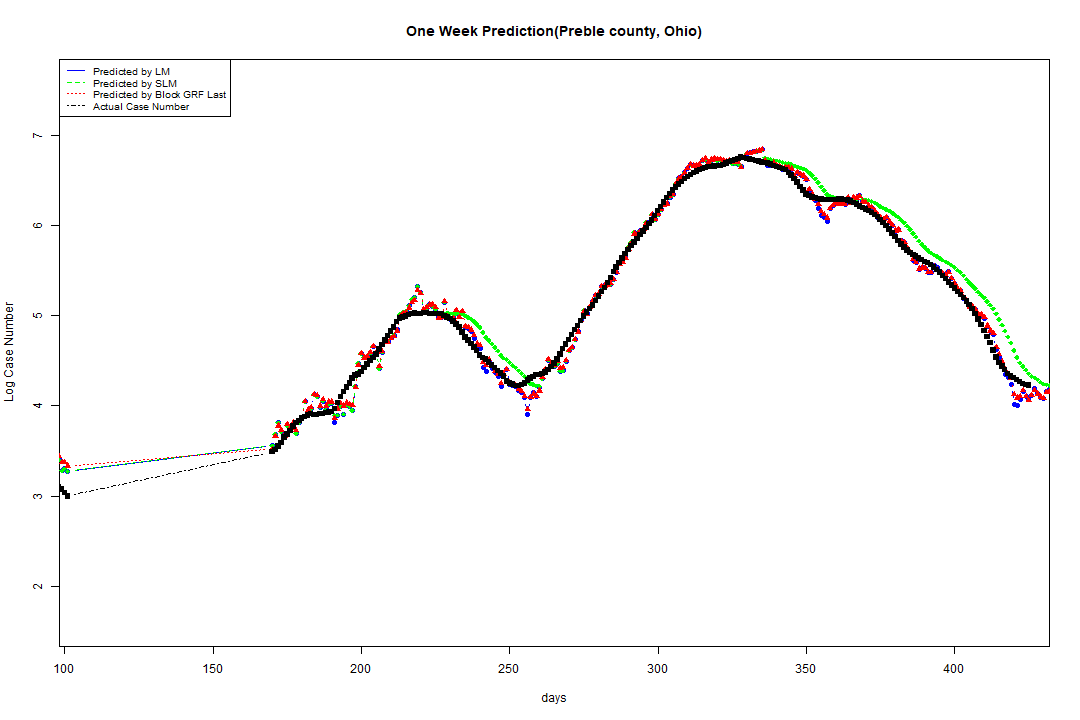 One Week Prediction(Preble county, Ohio)
Predicted by LM
Predicted by SLM
Predicted by Block GRF Last
Actual Case Number
7
6
5
4
3
2
Log Case Number
100 150 200 250 300 350 400
days